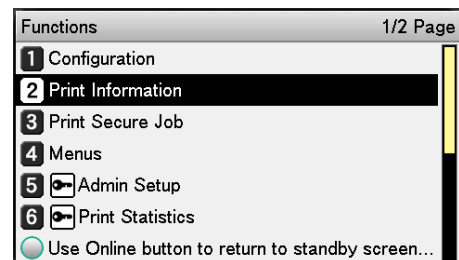 Functions 1/2 Page
1 Configuration
2 Print Information
3 Print Secure Job
4 Menus
5 Admin Setup
6 Print Statistics
Use Online button to return to standby screen...